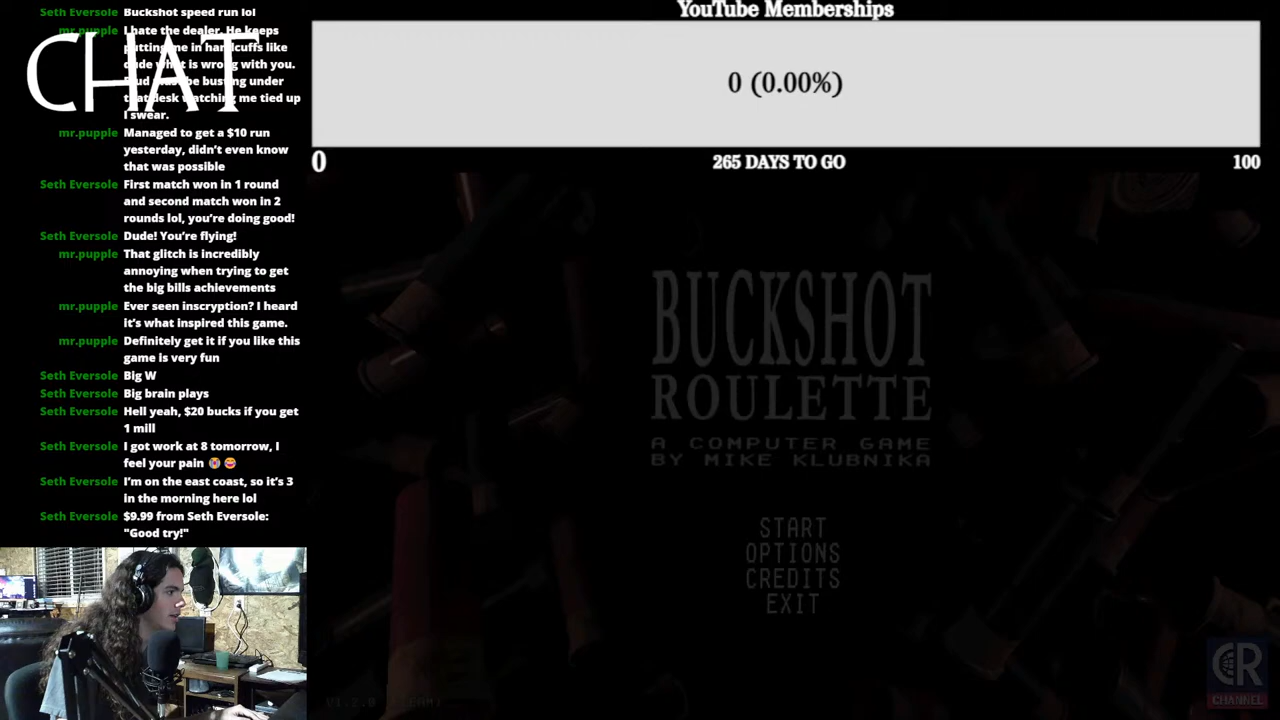 Seth Eversole Buckshot speed run lol
mr.pupple I hate the dealer. He keeps
putting me in handcuffs like
dude what is wrong with you.
Dud must be busting under
that desk watching me tied up
I swear.
CHAT
mr.pupple Managed to get a $10 run
yesterday, didn't even know
that was possible
Seth Eversole First match won in 1 round
and second match won in 2
rounds lol, you're doing good!
Seth Eversole Dude! You're flying!
mr.pupple That glitch is incredibly
annoying when trying to get
the big bills achievements
mr.pupple Ever seen inscryption? I heard
it's what inspired this game.
mr.pupple Definitely get it if you like this
game is very fun
Seth Eversole Big W
Seth Eversole Big brain plays
Seth Eversole Hell yeah, $20 bucks if you get
1 mill
Seth Eversole I got work at 8 tomorrow, I
feel your pain 😭 😂
Seth Eversole I'm on the east coast, so it's 3
in the morning here lol
Seth Eversole $9.99 from Seth Eversole:
"Good try!"
YouTube Memberships
0 (0.00%)
0 265 DAYS TO GO 100
BUCKSHOT
ROULETTE
A COMPUTER GAME
BY MIKE KLUBNIKA
START
OPTIONS
CREDITS
EXIT
V1.2.0 (STEAM)
CR
CHANNEL